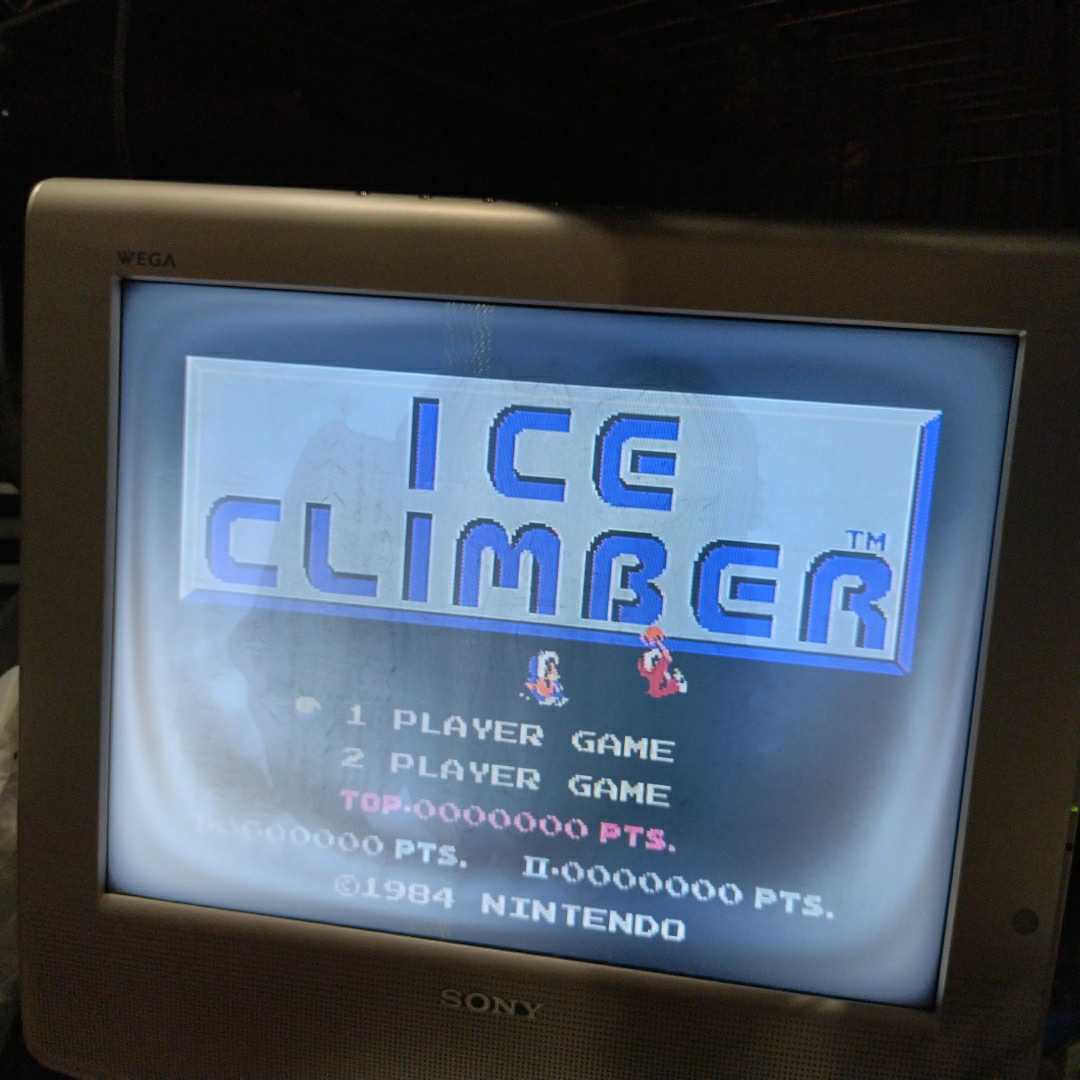 WEGA
ICE
CLIMBER TM
1 PLAYER GAME
2 PLAYER GAME
TOP·0000000 PTS.
PTS. II·0000000 PTS.
©1984 NINTENDO
SONY